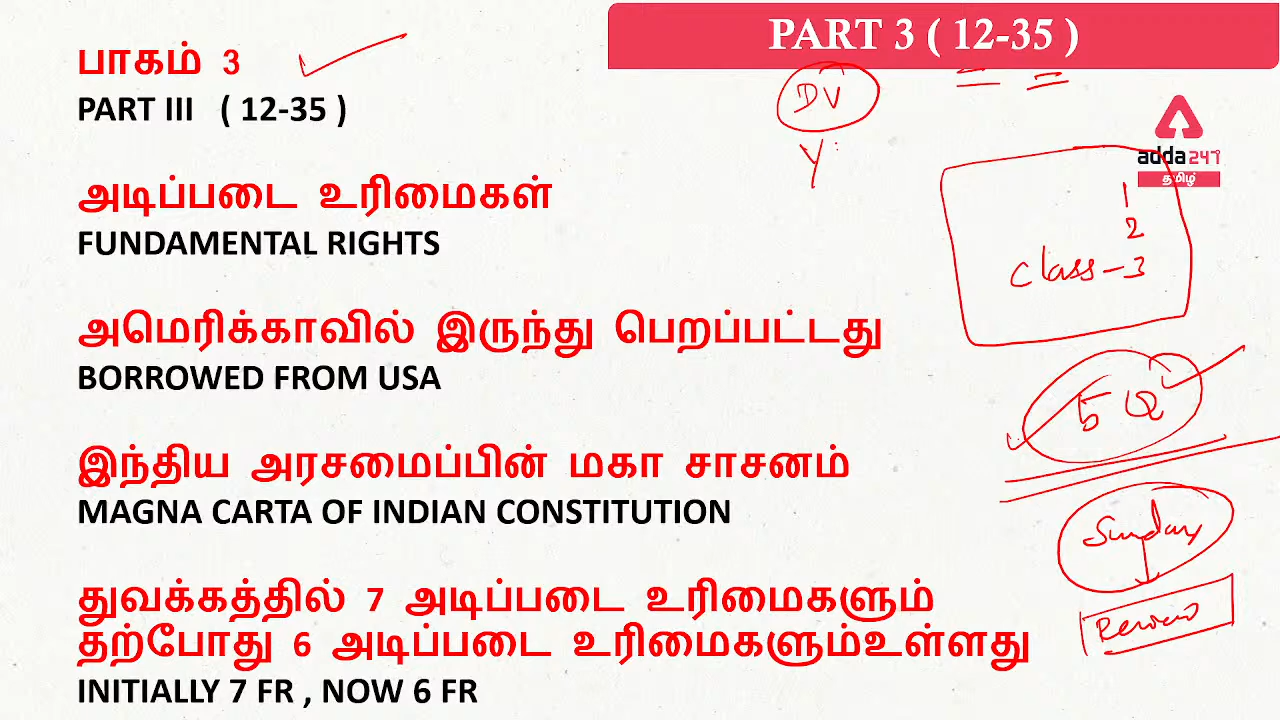 PART 3 ( 12-35 )
பாகம் 3
PART III ( 12-35 )
அடிப்படை உரிமைகள்
FUNDAMENTAL RIGHTS
அமெரிக்காவில் இருந்து பெறப்பட்டது
BORROWED FROM USA
இந்திய அரசமைப்பின் மகா சாசனம்
MAGNA CARTA OF INDIAN CONSTITUTION
துவக்கத்தில் 7 அடிப்படை உரிமைகளும்
தற்போது 6 அடிப்படை உரிமைகளும்உள்ளது
INITIALLY 7 FR , NOW 6 FR
DV
Y
adda247
தமிழ்
1
2
class-3
5 Q
Sunday